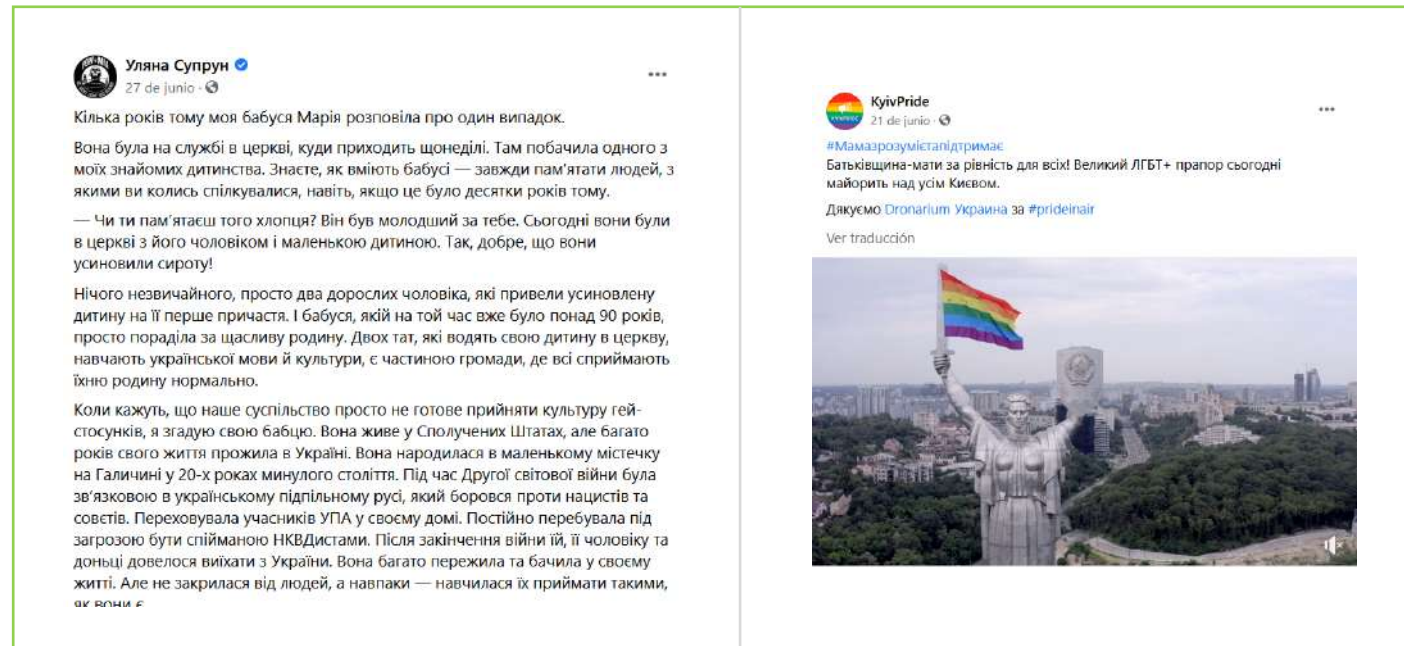 Уляна Супрун
27 de junio ·
Кілька років тому моя бабуся Марія розповіла про один випадок.
Вона була на службі в церкві, куди приходить щонеділі. Там побачила одного з
моїх знайомих дитинства. Знаєте, як вміють бабусі — завжди пам'ятати людей, з
якими ви колись спілкувалися, навіть, якщо це було десятки років тому.
— Чи ти пам'ятаєш того хлопця? Він був молодший за тебе. Сьогодні вони були
в церкві з його чоловіком і маленькою дитиною. Так, добре, що вони
усиновили сироту!
Нічого незвичайного, просто два дорослих чоловіка, які привели усиновлену
дитину на її перше причастя. І бабуся, якій на той час вже було понад 90 років,
просто пораділа за щасливу родину. Двох тат, які водять свою дитину в церкву,
навчають української мови й культури, є частиною громади, де всі сприймають
їхню родину нормально.
Коли кажуть, що наше суспільство просто не готове прийняти культуру гей-
стосунків, я згадую свою бабцю. Вона живе у Сполучених Штатах, але багато
років свого життя прожила в Україні. Вона народилася в маленькому містечку
на Галичині у 20-х роках минулого століття. Під час Другої світової війни була
зв'язковою в українському підпільному русі, який боровся проти нацистів та
совєтів. Переховувала учасників УПА у своєму домі. Постійно перебувала під
загрозою бути спійманою НКВДистами. Після закінчення війни їй, її чоловіку та
доньці довелося виїхати з України. Вона багато пережила та бачила у своєму
житті. Але не закрилася від людей, а навпаки — навчилася їх приймати такими,
як вони є
KyivPride
21 de junio ·
#Мамазрозумієтапідтримає
Батьківщина-мати за рівність для всіх! Великий ЛГБТ+ прапор сьогодні
майорить над усім Києвом.
Дякуємо Dronarium Украина за #prideinair
Ver traducción